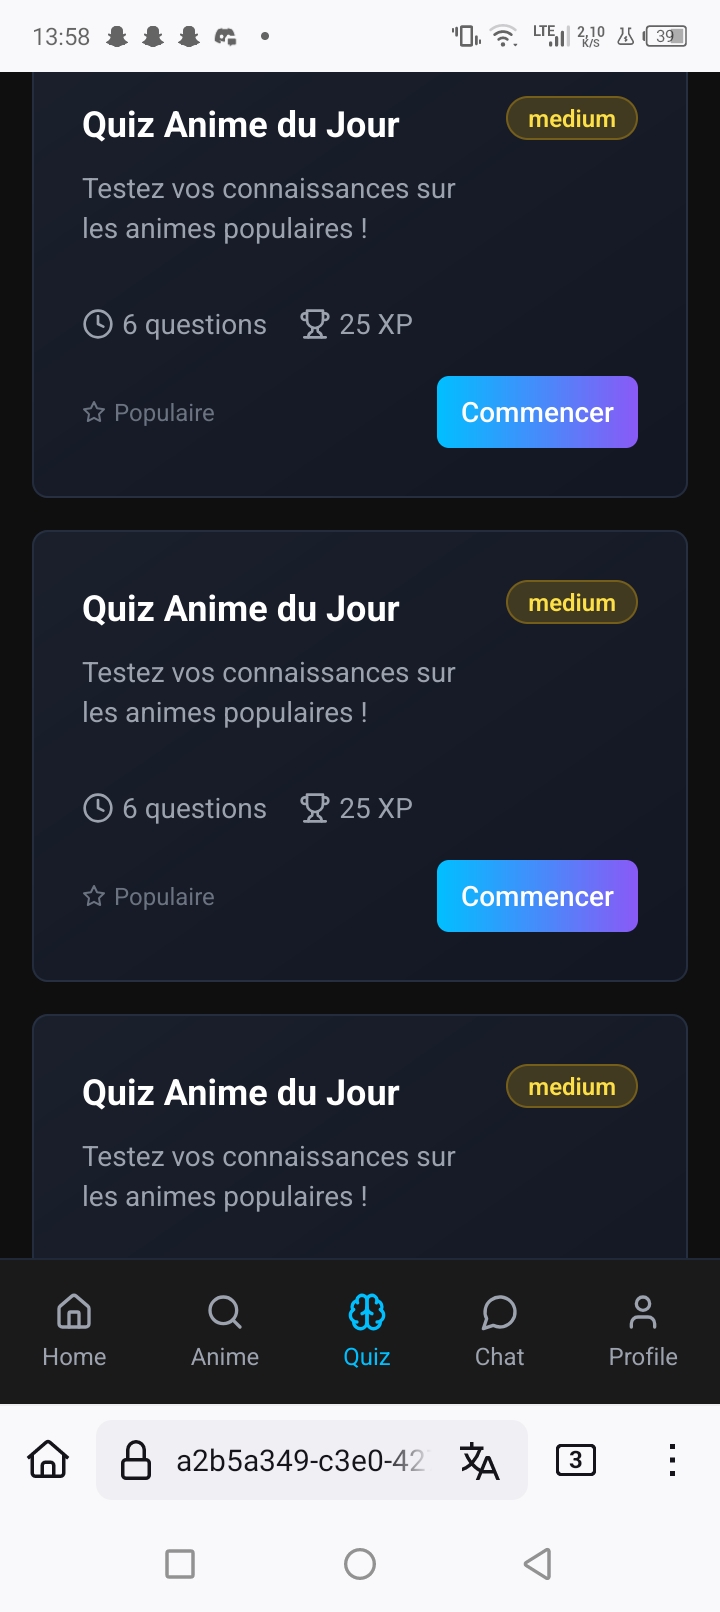 13:58
LTE
2,10
K/S
39
Quiz Anime du Jour
medium
Testez vos connaissances sur
les animes populaires !
6 questions
25 XP
Populaire
Commencer
Quiz Anime du Jour
medium
Testez vos connaissances sur
les animes populaires !
6 questions
25 XP
Populaire
Commencer
Quiz Anime du Jour
medium
Testez vos connaissances sur
les animes populaires !
Home
Anime
Quiz
Chat
Profile
a2b5a349-c3e0-42
3